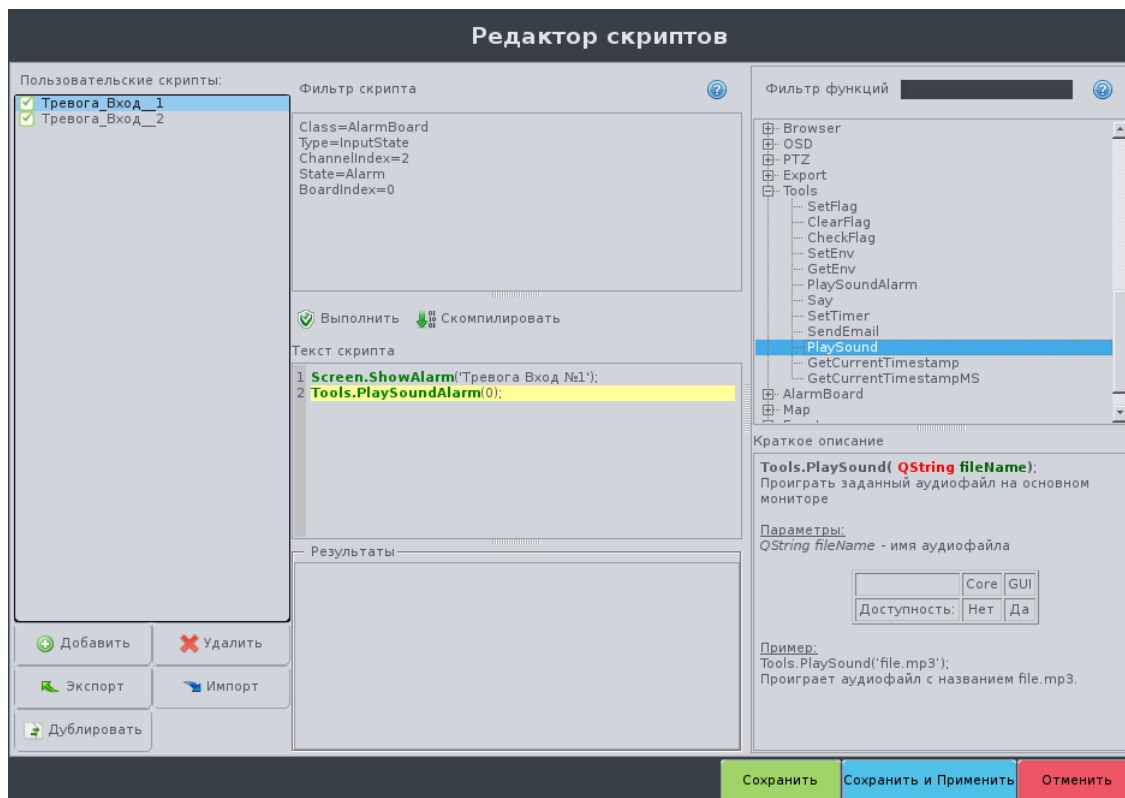 Редактор скриптов
Пользовательские скрипты:
Тревога_Вход__1
Тревога_Вход__2
Добавить
Удалить
Экспорт
Импорт
Дублировать
Фильтр скрипта
Class=AlarmBoard
Type=InputState
ChannelIndex=2
State=Alarm
BoardIndex=0
Выполнить
Скомпилировать
Текст скрипта
1 Screen.ShowAlarm('Тревога Вход №1');
2 Tools.PlaySoundAlarm(0);
Результаты
Фильтр функций
Browser
OSD
PTZ
Export
Tools
SetFlag
ClearFlag
CheckFlag
SetEnv
GetEnv
PlaySoundAlarm
Say
SetTimer
SendEmail
PlaySound
GetCurrentTimestamp
GetCurrentTimestampMS
AlarmBoard
Map
Краткое описание
Tools.PlaySound( QString fileName);
Проиграть заданный аудиофайл на основном
мониторе
Параметры:
QString fileName - имя аудиофайла
Core GUI
Доступность: Нет Да
Пример:
Tools.PlaySound('file.mp3');
Проиграет аудиофайл с названием file.mp3.
Сохранить
Сохранить и Применить
Отменить